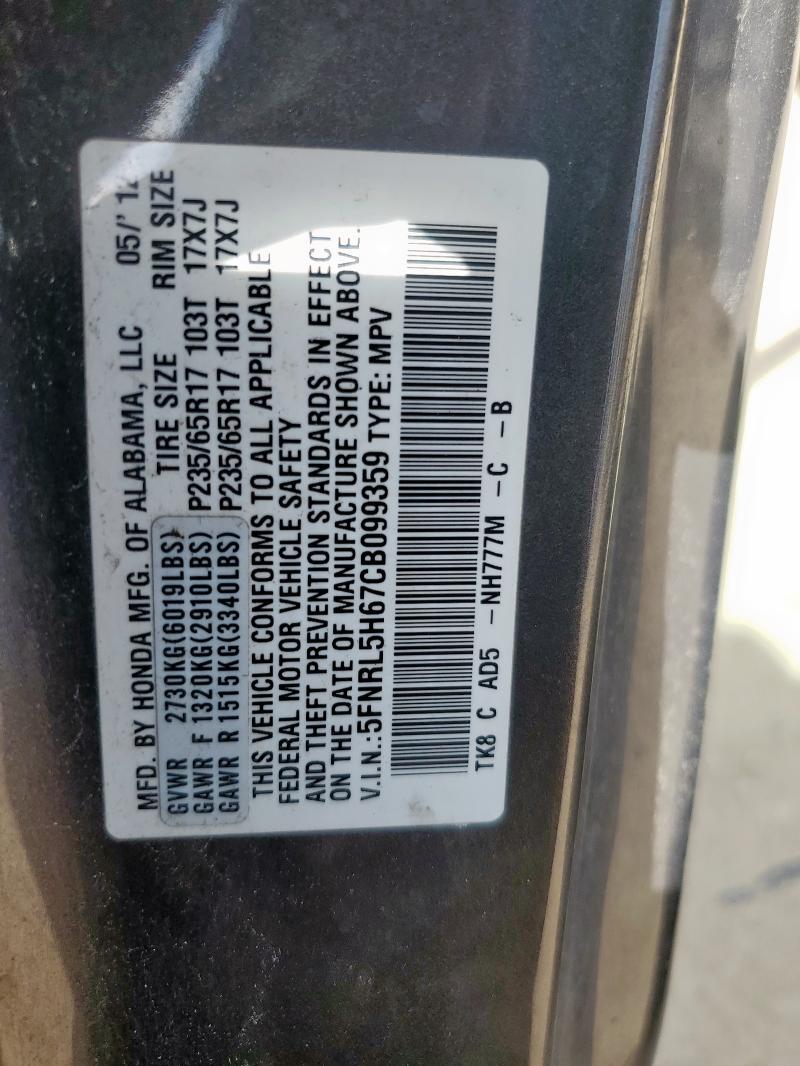 MFD. BY HONDA MFG. OF ALABAMA, LLC 05/' 12
GVWR 2730KG(6019LBS) TIRE SIZE RIM SIZE
GAWR F 1320KG(2910LBS) P235/65R17 103T 17X7J
GAWR R 1515KG(3340LBS) P235/65R17 103T 17X7J
THIS VEHICLE CONFORMS TO ALL APPLICABLE
FEDERAL MOTOR VEHICLE SAFETY
AND THEFT PREVENTION STANDARDS IN EFFECT
ON THE DATE OF MANUFACTURE SHOWN ABOVE.
V.I.N.:5FNRL5H67CB099359 TYPE: MPV
TK8 C AD5 -NH777M -C -B